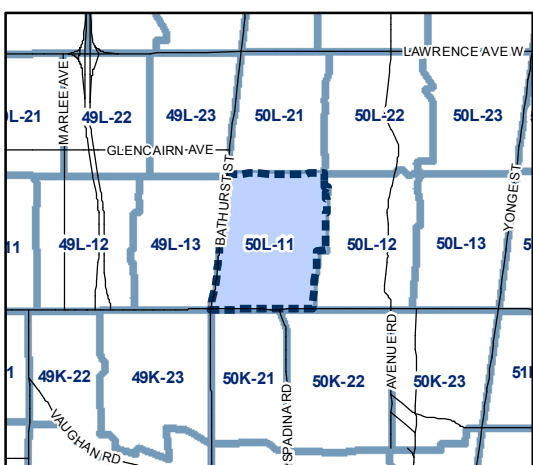 LAWRENCE AVE W
L-21
MARLEE AVE
49L-22
49L-23
50L-21
50L-22
50L-23
GLENCAIRN AVE
BATHURST ST
YONGE ST
11
49L-12
49L-13
50L-11
50L-12
50L-13
5
1
49K-22
49K-23
50K-21
SPADINA RD
50K-22
AVENUE RD
50K-23
51
VAUGHAN RD